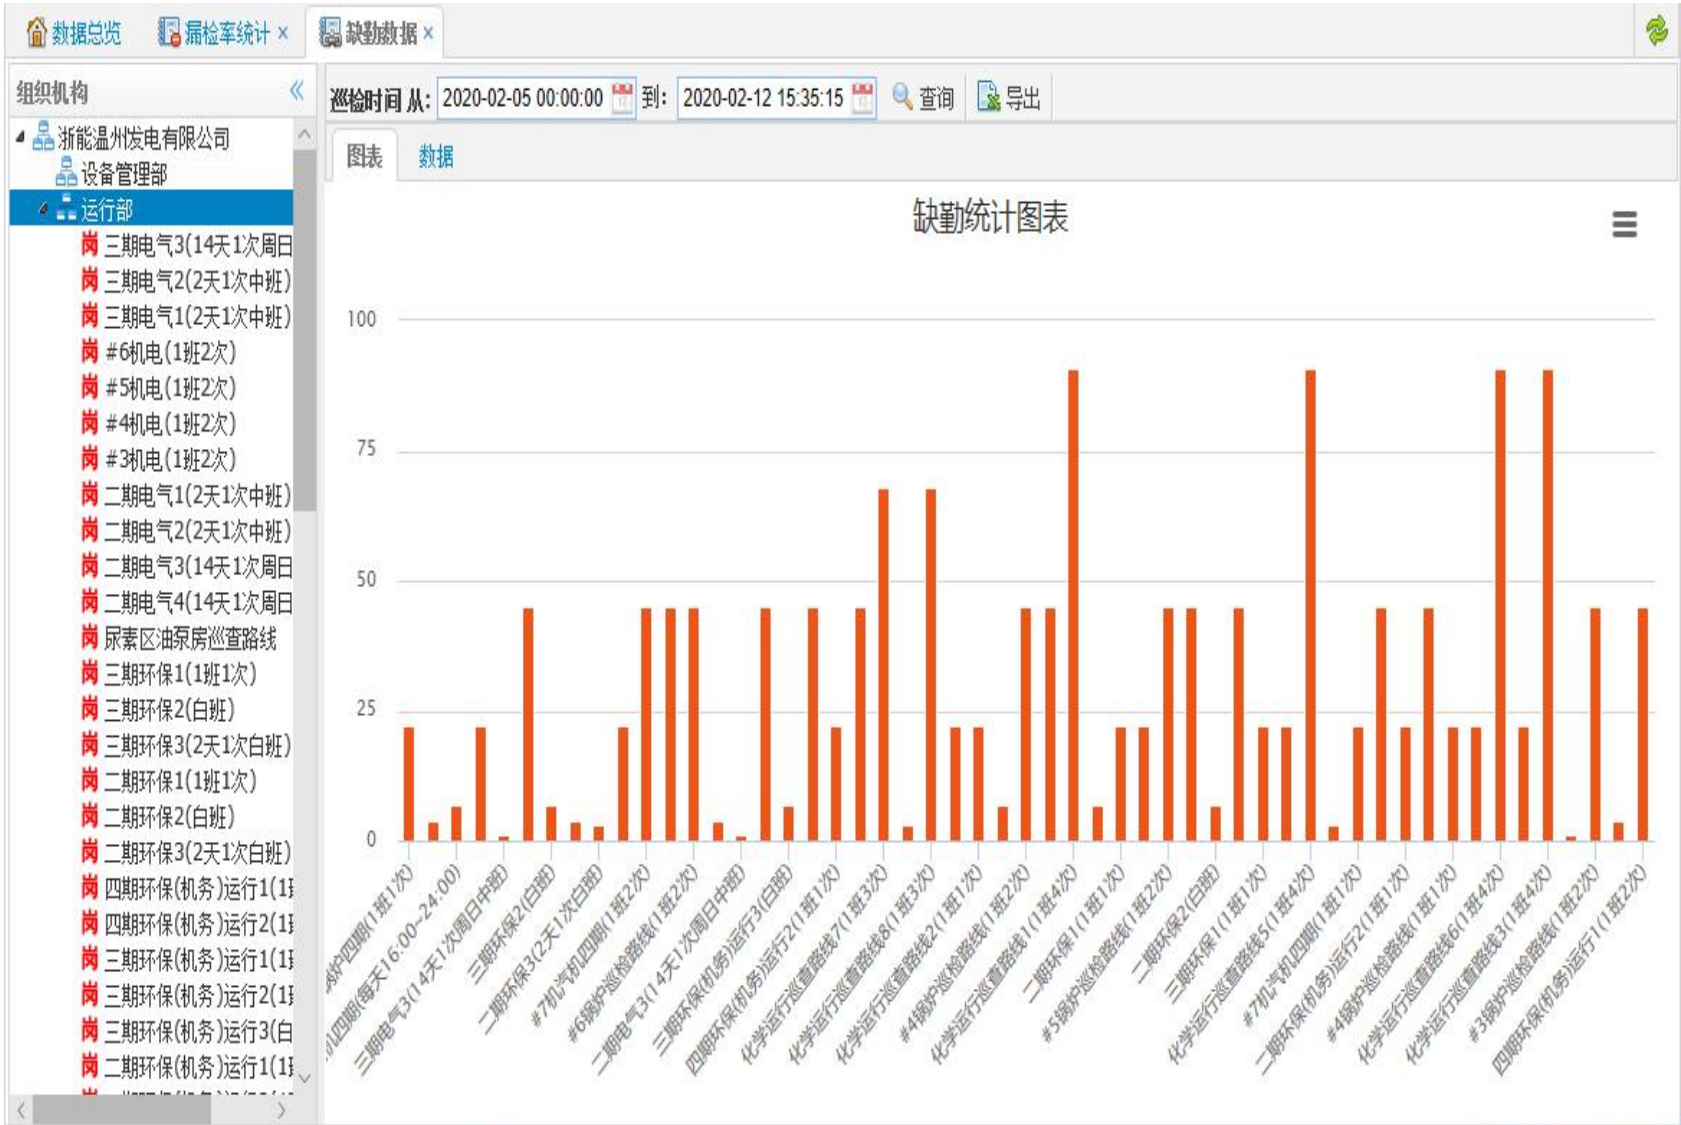 数据总览 漏检率统计 × 缺勤数据 ×
组织机构
巡检时间 从: 2020-02-05 00:00:00 到: 2020-02-12 15:35:15 查询 导出
浙能温州发电有限公司
设备管理部
运行部
岗 三期电气3(14天1次周日
岗 三期电气2(2天1次中班)
岗 三期电气1(2天1次中班)
岗 #6机电(1班2次)
岗 #5机电(1班2次)
岗 #4机电(1班2次)
岗 #3机电(1班2次)
岗 二期电气1(2天1次中班)
岗 二期电气2(2天1次中班)
岗 二期电气3(14天1次周日
岗 二期电气4(14天1次周日
岗 尿素区油泵房巡查路线
岗 三期环保1(1班1次)
岗 三期环保2(白班)
岗 三期环保3(2天1次白班)
岗 二期环保1(1班1次)
岗 二期环保2(白班)
岗 二期环保3(2天1次白班)
岗 四期环保(机务)运行1(1班
岗 四期环保(机务)运行2(1班
岗 三期环保(机务)运行1(1班
岗 三期环保(机务)运行2(1班
岗 三期环保(机务)运行3(白
岗 二期环保(机务)运行1(1班
图表 数据
缺勤统计图表
100
75
50
25
0
锅炉四期(1班1次)
机四期(每天16:00~24:00)
三期电气3(14天1次周日中班)
三期环保2(白班)
二期环保3(2天1次白班)
#7机汽机四期(1班2次)
#6锅炉巡检路线(1班2次)
二期电气3(14天1次周日中班)
三期环保(机务)运行3(白班)
四期环保(机务)运行2(1班1次)
化学运行巡查路线7(1班3次)
化学运行巡查路线8(1班3次)
化学运行巡查路线2(1班1次)
#4锅炉巡检路线(1班2次)
化学运行巡查路线1(1班4次)
二期环保1(1班1次)
#5锅炉巡检路线(1班2次)
二期环保2(白班)
三期环保1(1班1次)
化学运行巡查路线5(1班4次)
#7机汽机四期(1班1次)
二期环保(机务)运行2(1班1次)
#4锅炉巡检路线(1班1次)
化学运行巡查路线6(1班4次)
化学运行巡查路线3(1班4次)
#3锅炉巡检路线(1班2次)
四期环保(机务)运行1(1班2次)